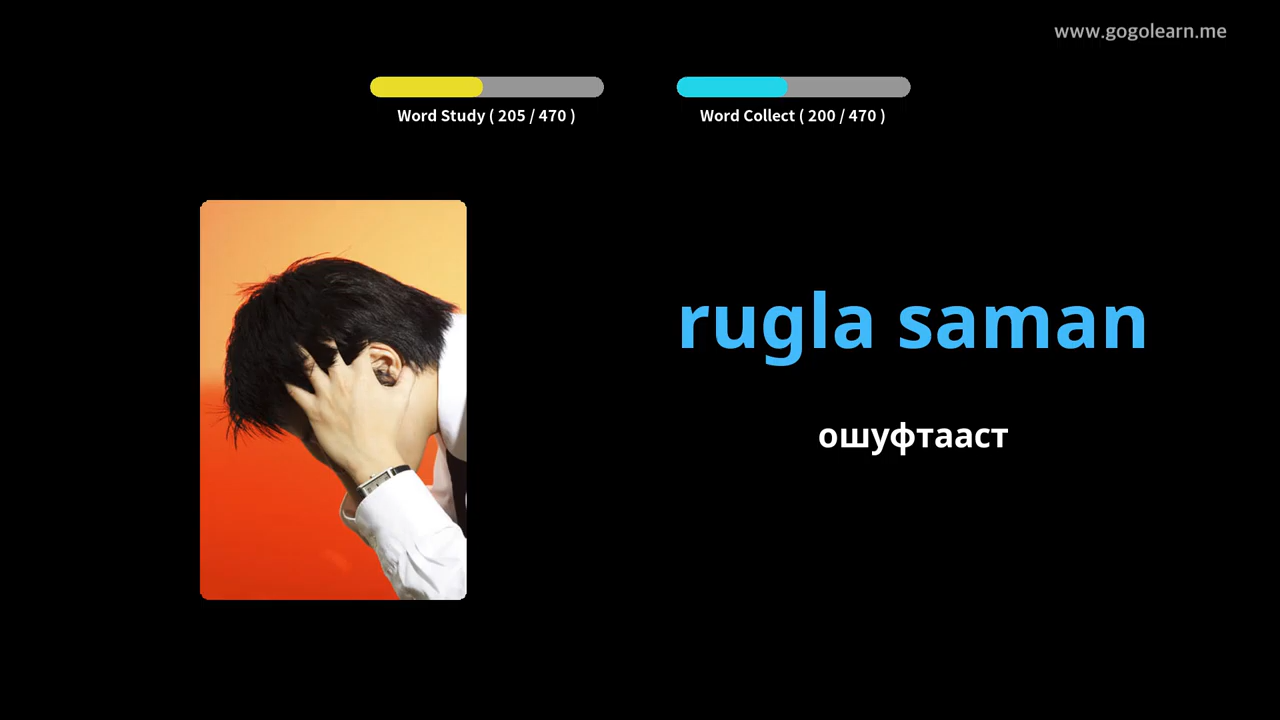 www.gogolearn.me
Word Study ( 205 / 470 )
Word Collect ( 200 / 470 )
rugla saman
ошуфтааст